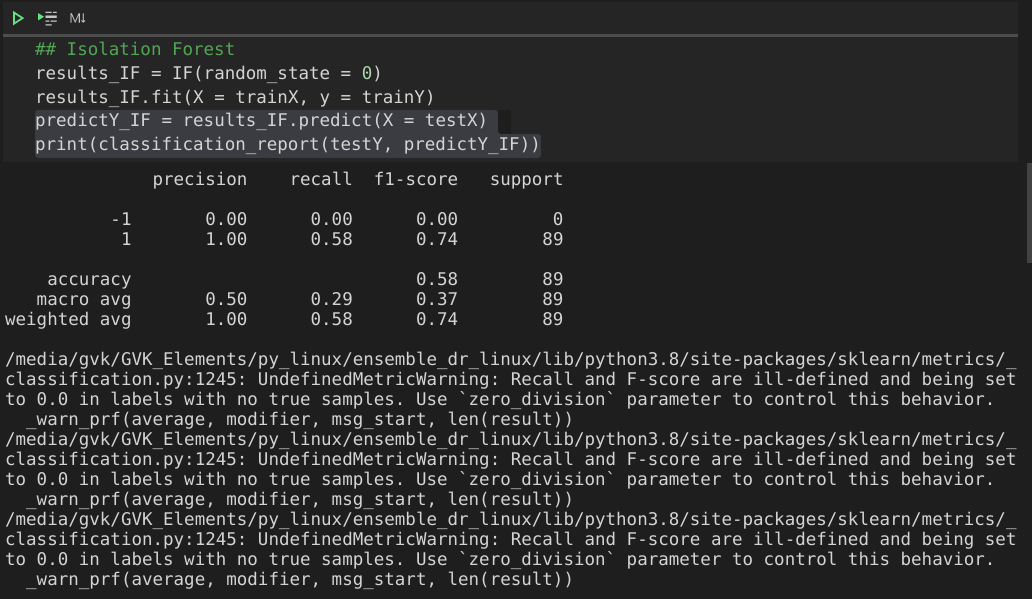 M↓
## Isolation Forest
results_IF = IF(random_state = 0)
results_IF.fit(X = trainX, y = trainY)
predictY_IF = results_IF.predict(X = testX)
print(classification_report(testY, predictY_IF))
precision recall f1-score support
-1 0.00 0.00 0.00 0
1 1.00 0.58 0.74 89
accuracy 0.58 89
macro avg 0.50 0.29 0.37 89
weighted avg 1.00 0.58 0.74 89
/media/gvk/GVK_Elements/py_linux/ensemble_dr_linux/lib/python3.8/site-packages/sklearn/metrics/_
classification.py:1245: UndefinedMetricWarning: Recall and F-score are ill-defined and being set
to 0.0 in labels with no true samples. Use `zero_division` parameter to control this behavior.
_warn_prf(average, modifier, msg_start, len(result))
/media/gvk/GVK_Elements/py_linux/ensemble_dr_linux/lib/python3.8/site-packages/sklearn/metrics/_
classification.py:1245: UndefinedMetricWarning: Recall and F-score are ill-defined and being set
to 0.0 in labels with no true samples. Use `zero_division` parameter to control this behavior.
_warn_prf(average, modifier, msg_start, len(result))
/media/gvk/GVK_Elements/py_linux/ensemble_dr_linux/lib/python3.8/site-packages/sklearn/metrics/_
classification.py:1245: UndefinedMetricWarning: Recall and F-score are ill-defined and being set
to 0.0 in labels with no true samples. Use `zero_division` parameter to control this behavior.
_warn_prf(average, modifier, msg_start, len(result))